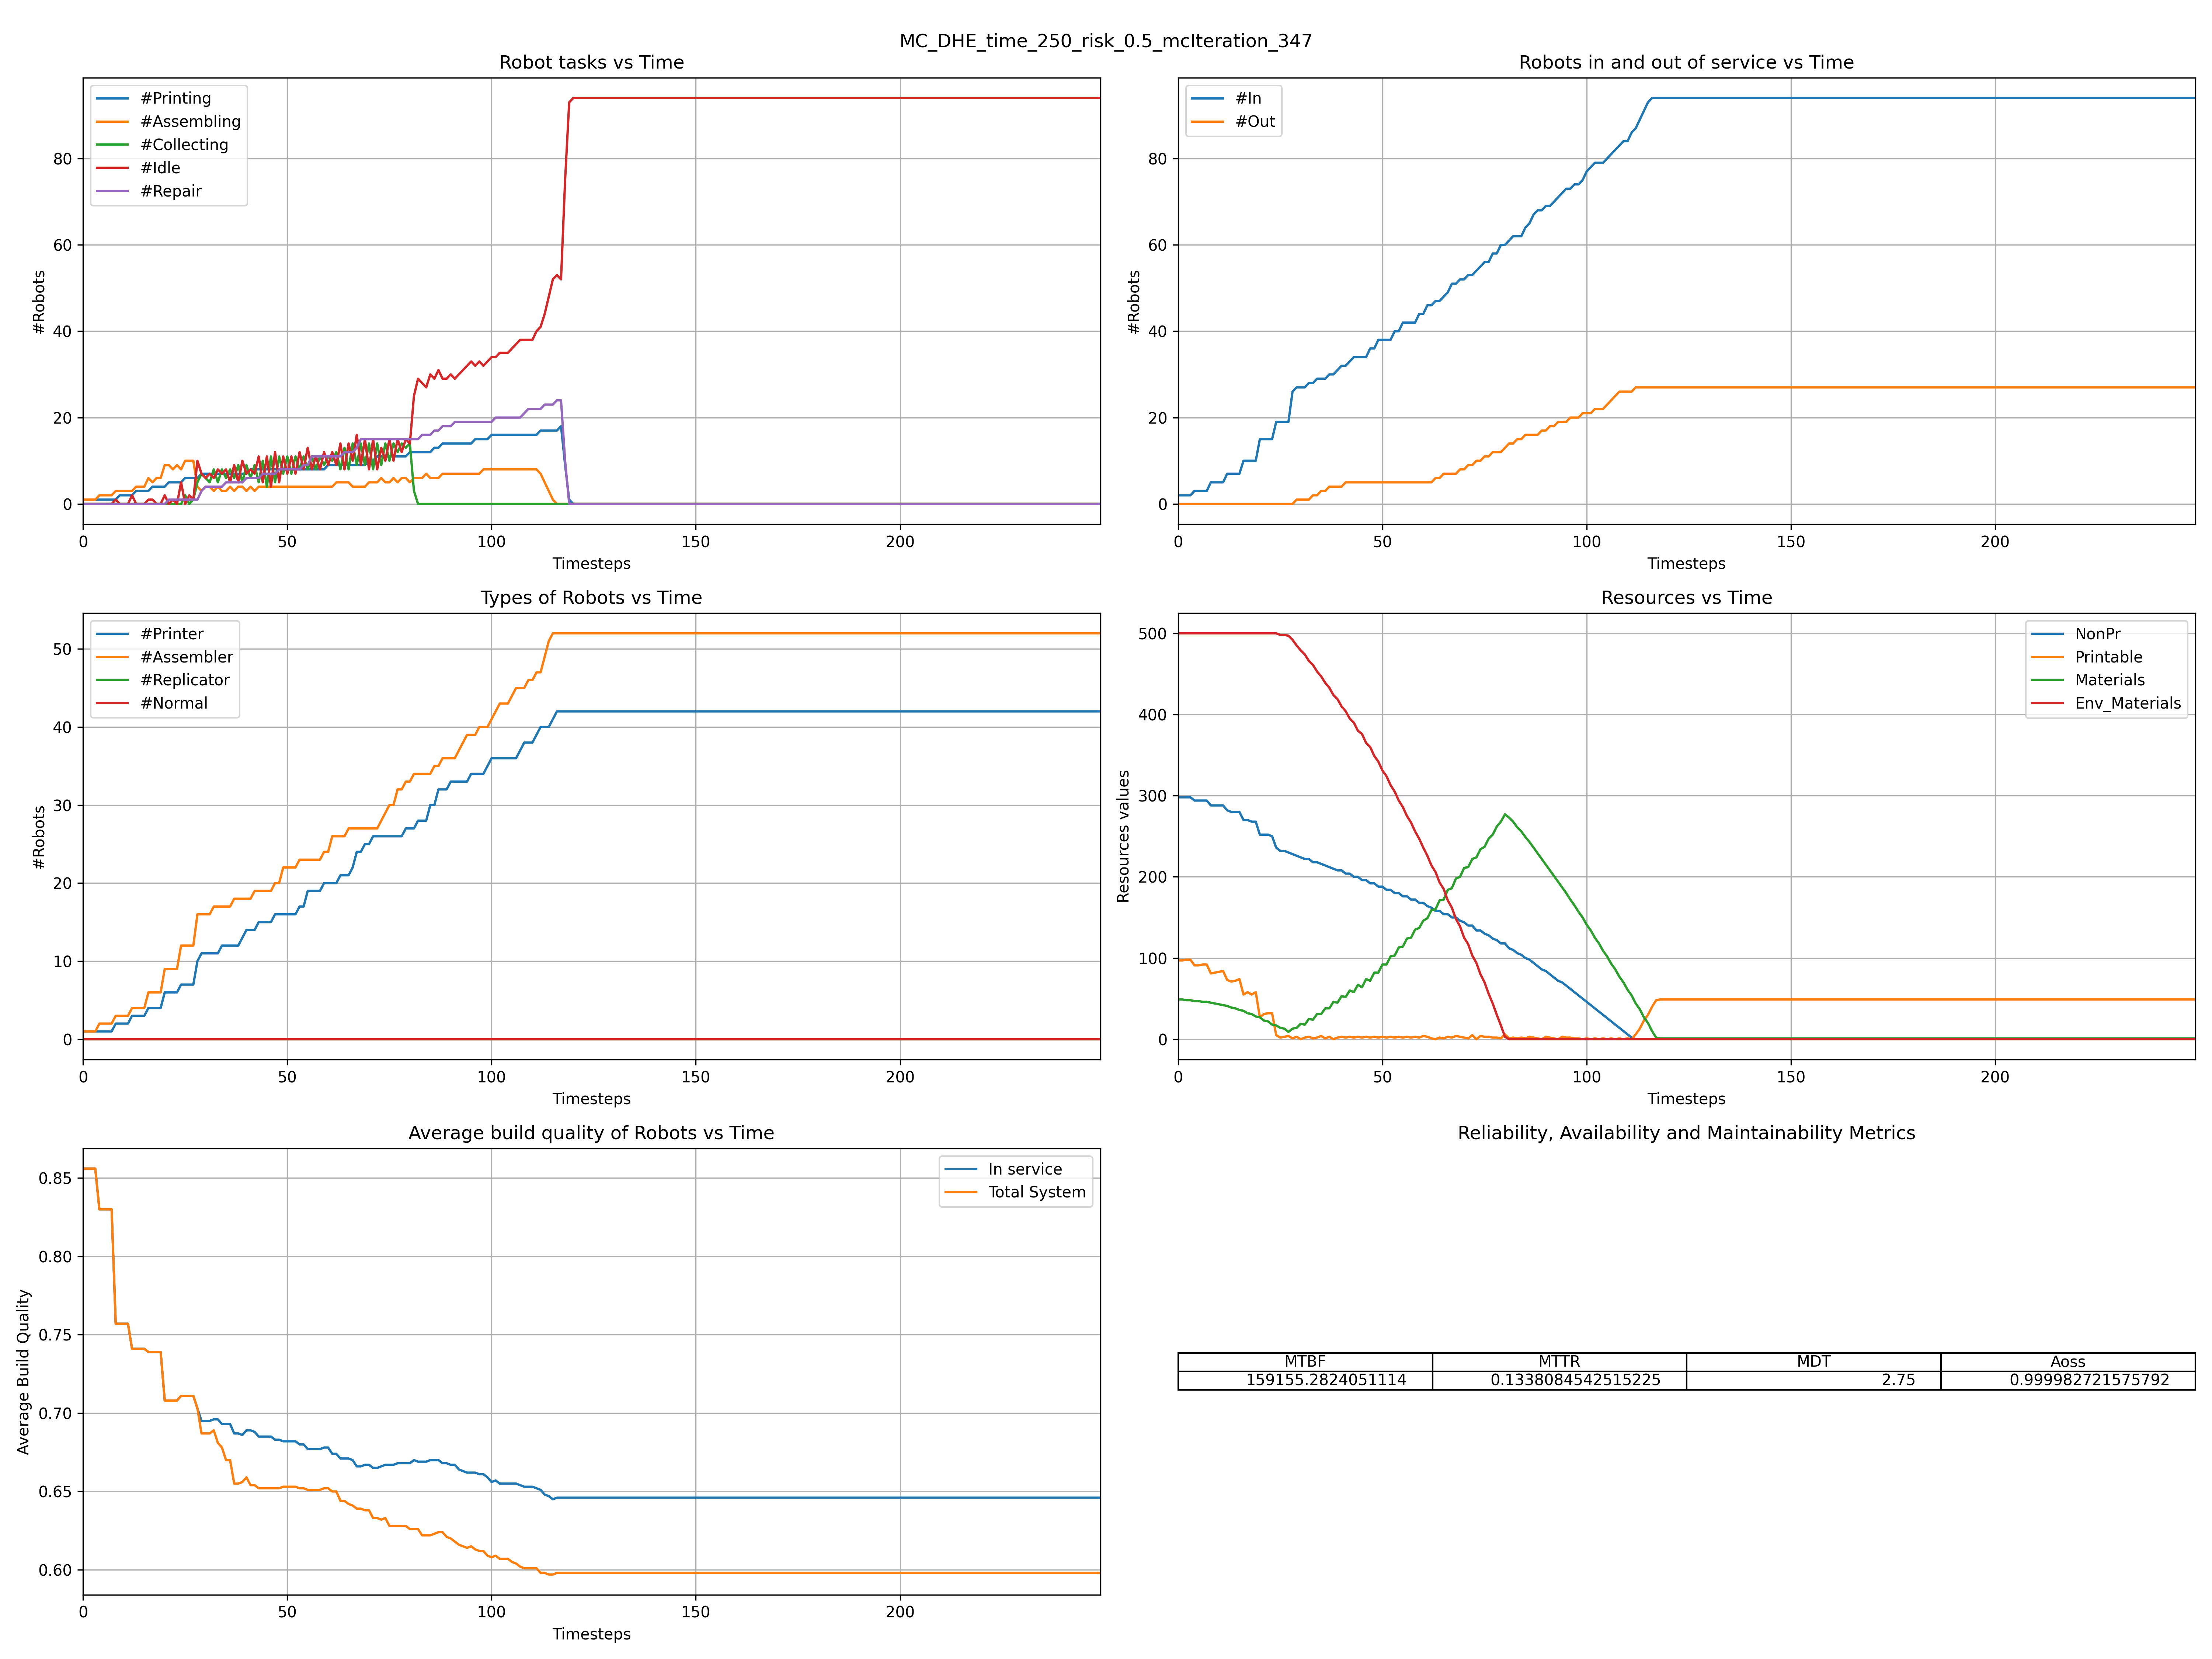 MC_DHE_time_250_risk_0.5_mcIteration_347
Robot tasks vs Time
#Printing
#Assembling
#Collecting
#Idle
#Repair
80
60
40
20
0
#Robots
0 50 100 150 200
Timesteps
Robots in and out of service vs Time
#In
#Out
80
60
40
20
0
#Robots
0 50 100 150 200
Timesteps
Types of Robots vs Time
#Printer
#Assembler
#Replicator
#Normal
50
40
30
20
10
0
#Robots
0 50 100 150 200
Timesteps
Resources vs Time
NonPr
Printable
Materials
Env_Materials
500
400
300
200
100
0
Resources values
0 50 100 150 200
Timesteps
Average build quality of Robots vs Time
In service
Total System
0.85
0.80
0.75
0.70
0.65
0.60
Average Build Quality
0 50 100 150 200
Timesteps
Reliability, Availability and Maintainability Metrics
MTBF MTTR MDT Aoss
159155.2824051114 0.1338084542515225 2.75 0.999982721575792